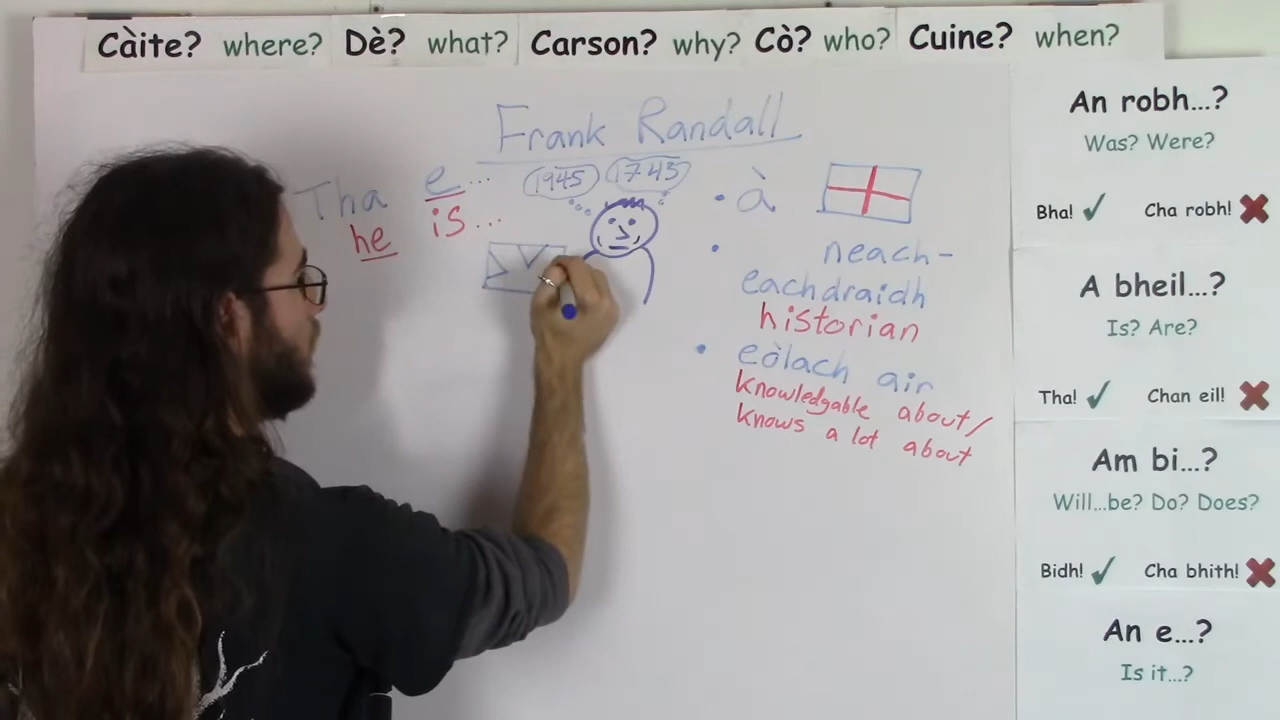 Càite? where? Dè? what? Carson? why? Cò? who? Cuine? when?
Frank Randall
Tha e...
he is...
1945
1743
• à
• neach-
eachdraidh
historian
• eòlach air
knowledgable about/
knows a lot about
An robh...?
Was? Were?
Bha! ✓ Cha robh! ✗
A bheil...?
Is? Are?
Tha! ✓ Chan eil! ✗
Am bi...?
Will...be? Do? Does?
Bidh! ✓ Cha bhith! ✗
An e...?
Is it...?